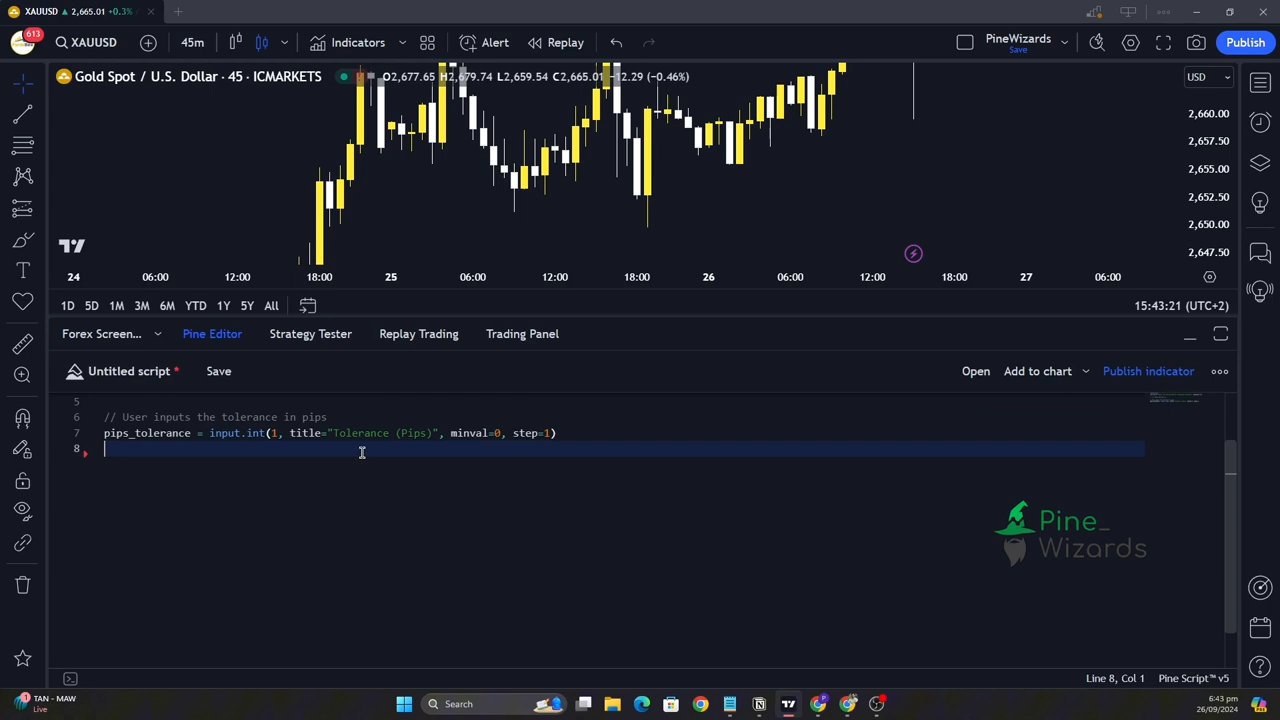 XAUUSD ▲ 2,665.01 +0.3%
613
XAUUSD
45m
Indicators
Alert
Replay
PineWizards
Save
Publish
Gold Spot / U.S. Dollar · 45 · ICMARKETS
O2,677.65 H2,679.74 L2,659.54 C2,665.01 −12.29 (−0.46%)
USD
2,660.00
2,657.50
2,655.00
2,652.50
2,650.00
2,647.50
24 06:00 12:00 18:00 25 06:00 12:00 18:00 26 06:00 12:00 18:00 27 06:00
1D 5D 1M 3M 6M YTD 1Y 5Y All
15:43:21 (UTC+2)
Forex Screen... Pine Editor Strategy Tester Replay Trading Trading Panel
Untitled script * Save Open Add to chart Publish indicator
5
6 // User inputs the tolerance in pips
7 pips_tolerance = input.int(1, title="Tolerance (Pips)", minval=0, step=1)
8
Pine_
Wizards
Line 8, Col 1 Pine Script™ v5
1
TAN - MAW
Live
Search
6:43 pm
26/09/2024